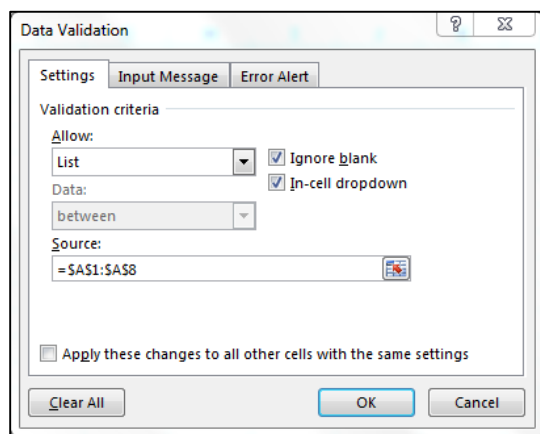 Data Validation
Settings Input Message Error Alert
Validation criteria
Allow:
List
Ignore blank
In-cell dropdown
Data:
between
Source:
=$A$1:$A$8
Apply these changes to all other cells with the same settings
Clear All OK Cancel